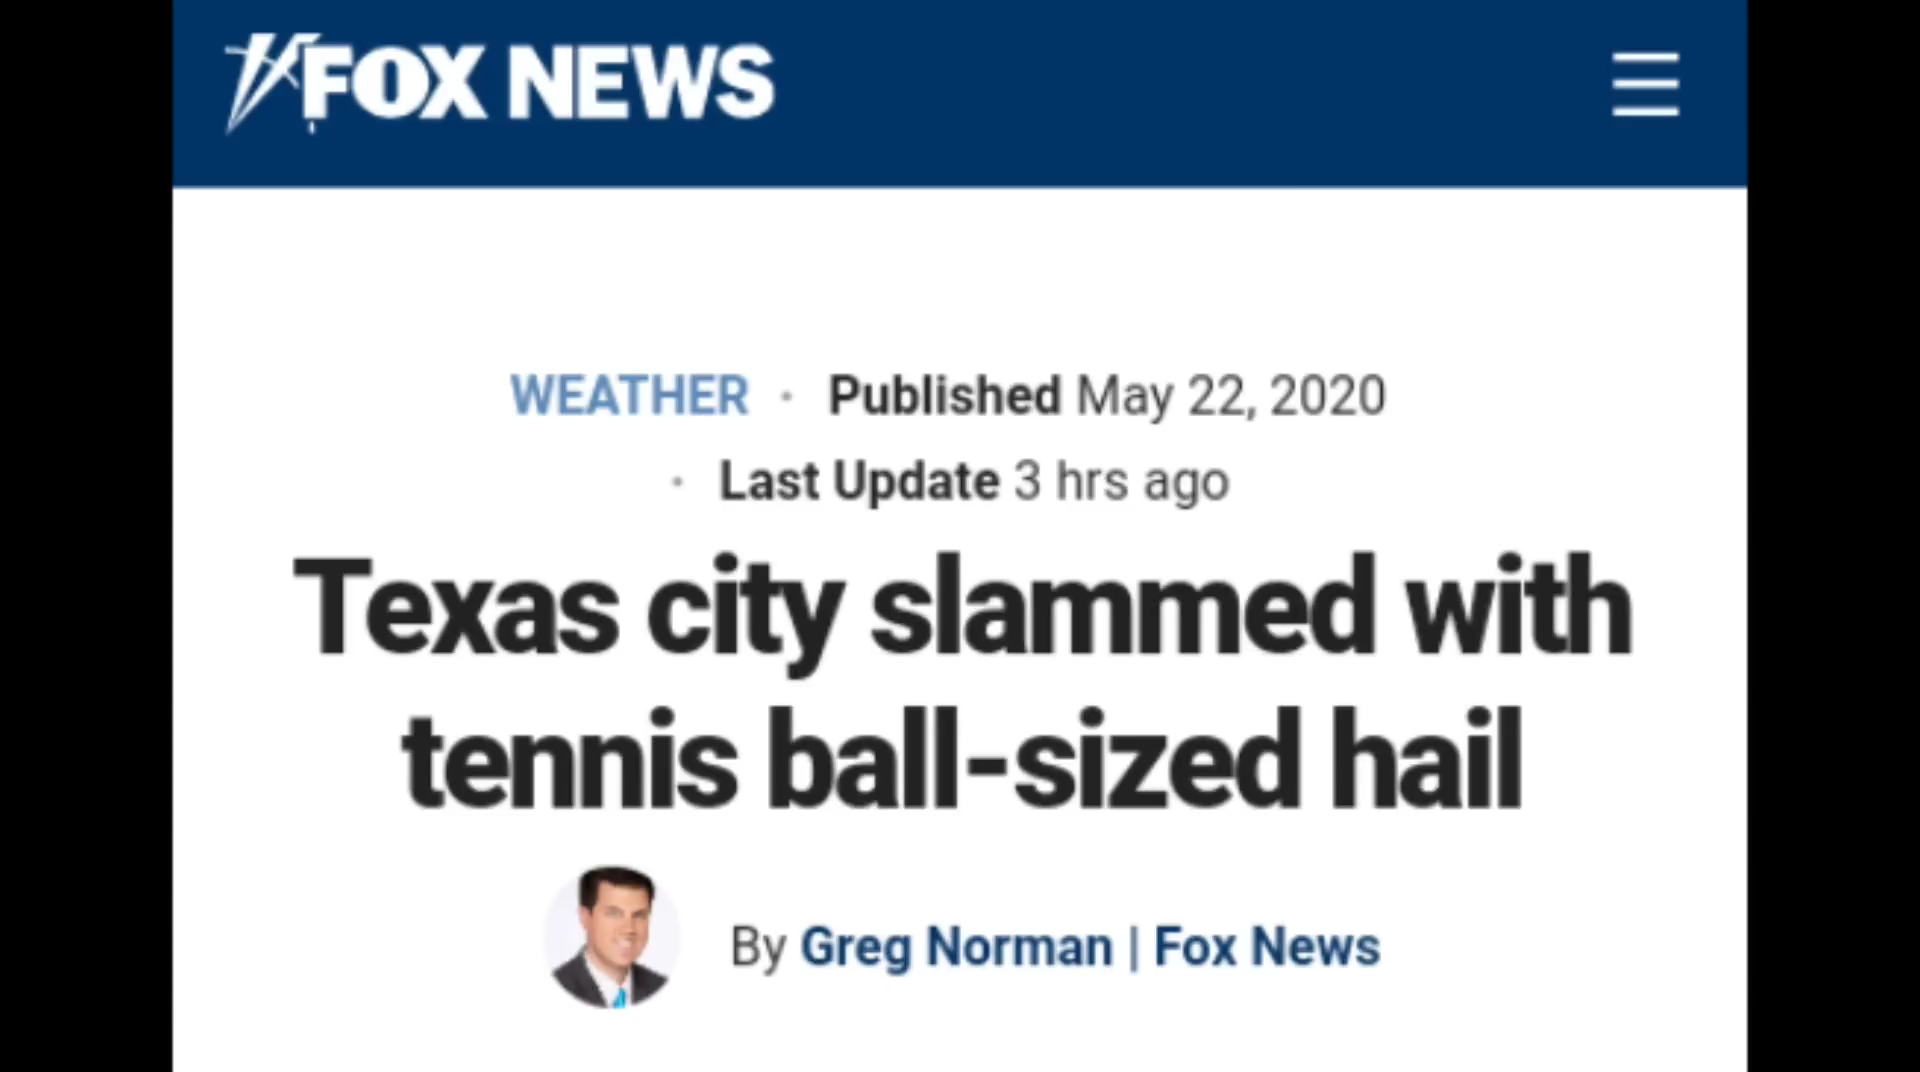 FOX NEWS
WEATHER · Published May 22, 2020
· Last Update 3 hrs ago
Texas city slammed with
tennis ball-sized hail
By Greg Norman | Fox News